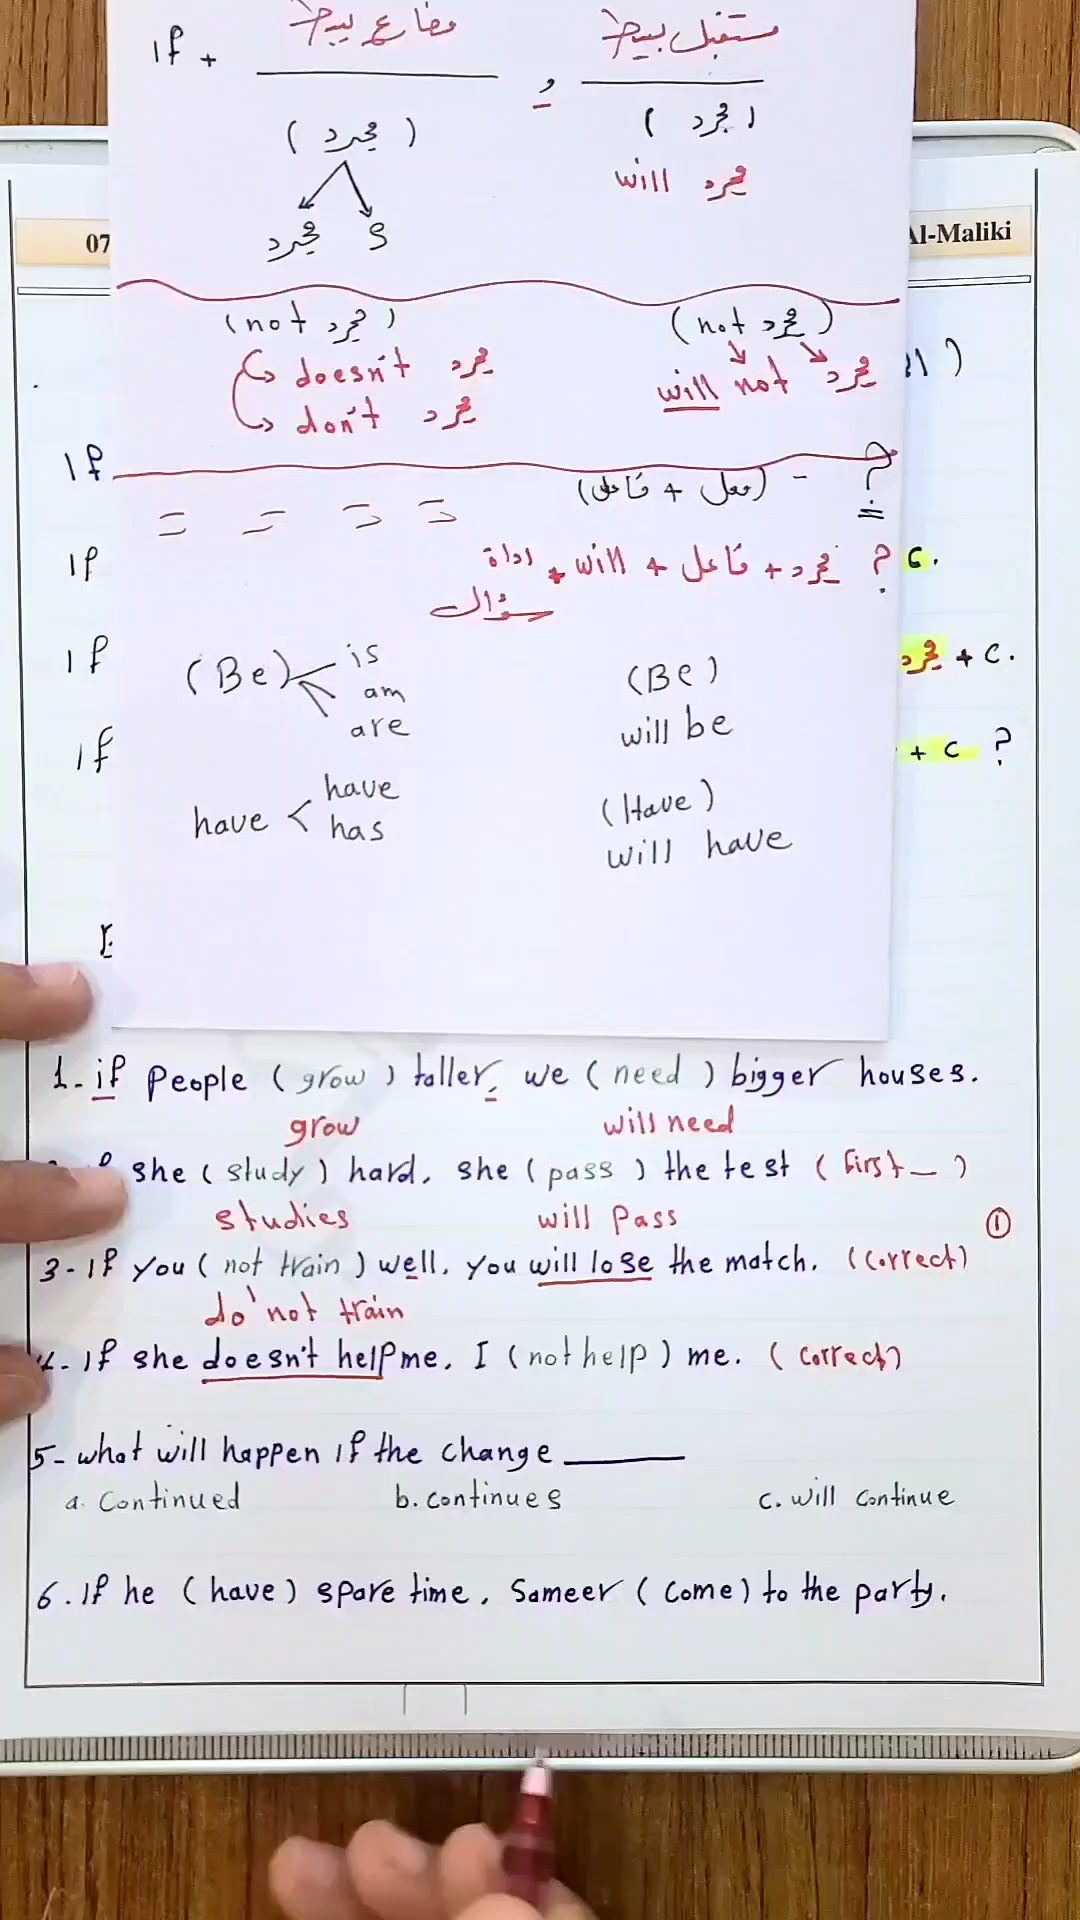 If + مضارع بسيط , مستقبل بسيط
( مجرد ) ( مجرد )
will مجرد
مجرد S
07 Al-Maliki
(not مجرد) (not مجرد)
doesn't مجرد will not مجرد
don't مجرد
If
(فعل + فاعل) - ?
If اداة + will + فاعل + مجرد ? c.
سؤال
If (Be) is (Be) مجرد + c.
am
are will be
If + c ?
have have (Have)
has will have
1- if People (grow) taller, we (need) bigger houses.
grow will need
If she (study) hard, she (pass) the test (first _)
studies will pass ①
3- If you (not train) well, you will lose the match. (correct)
do not train
4- If she doesn't help me, I (not help) me. (correct)
5- what will happen if the change ______
a. Continued b. continues c. will continue
6. If he (have) spare time, Sameer (come) to the party.